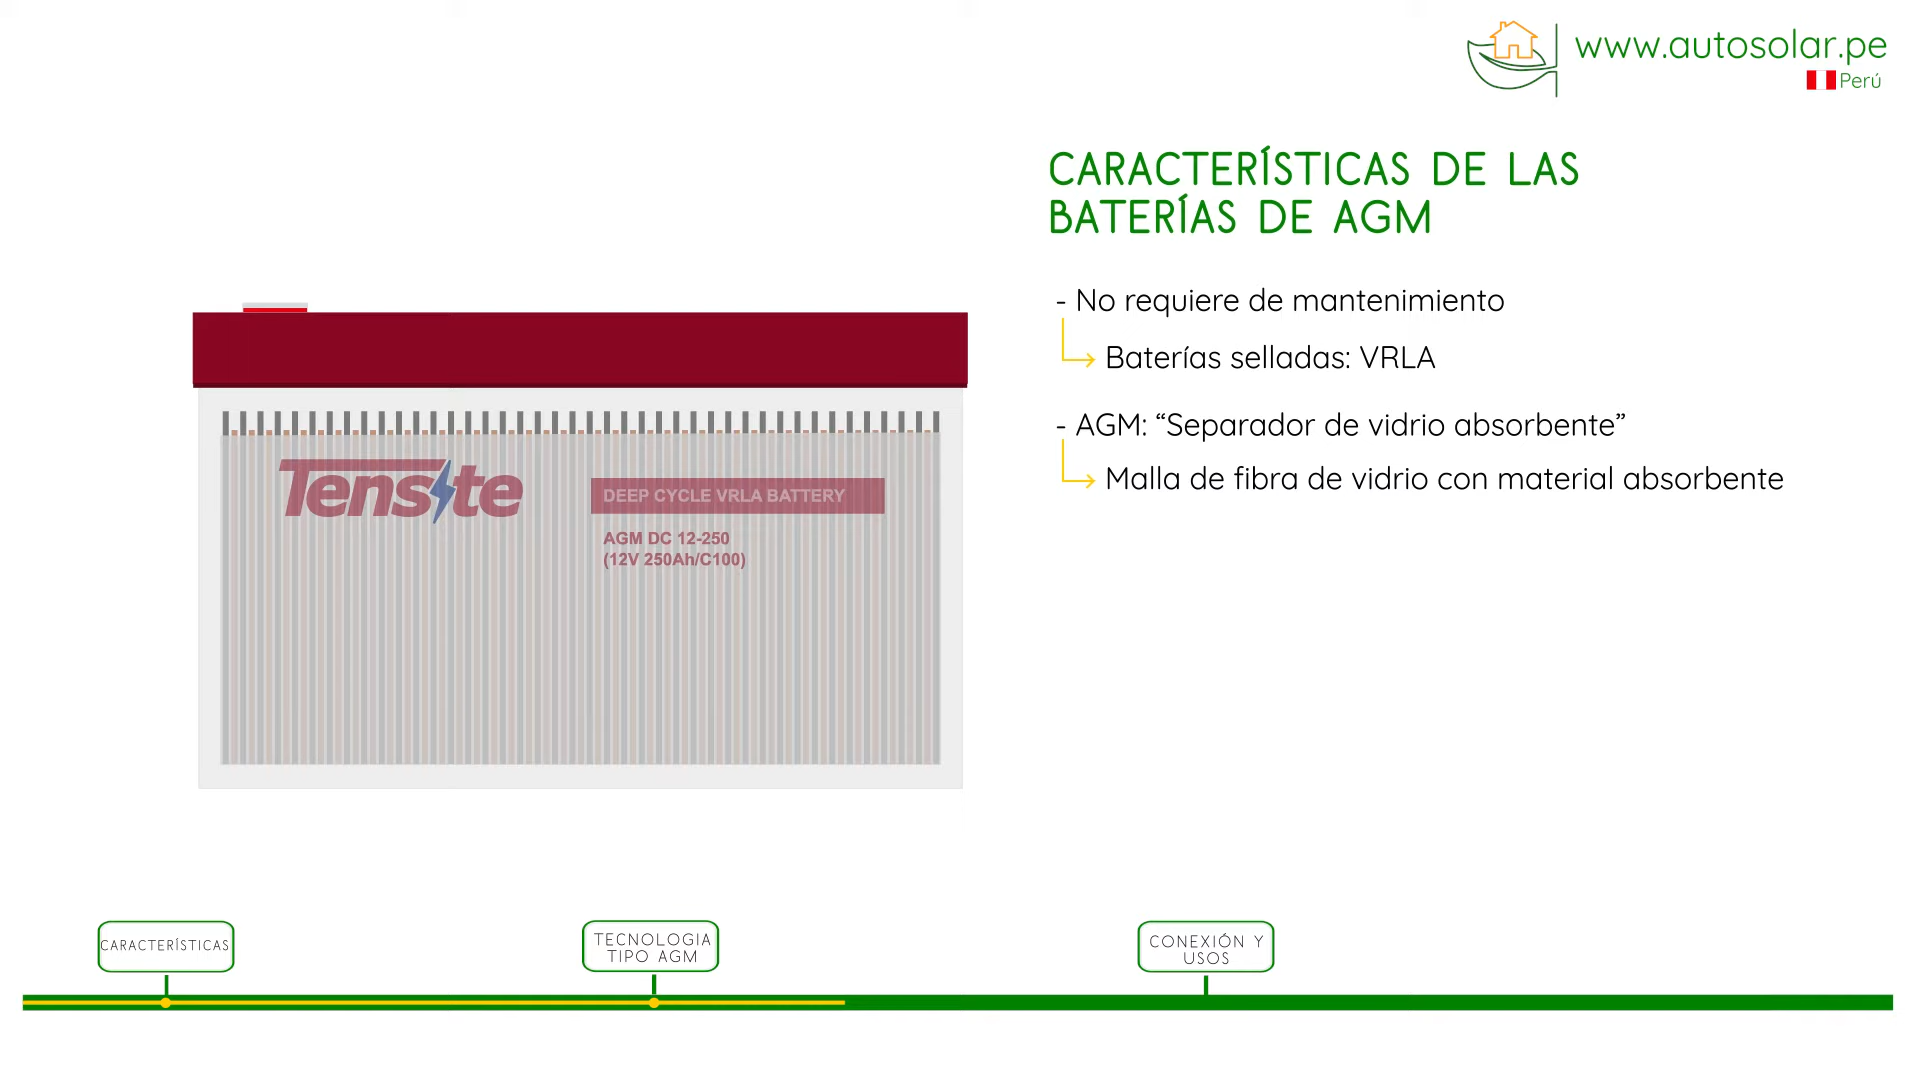 www.autosolar.pe
Perú
CARACTERÍSTICAS DE LAS
BATERÍAS DE AGM
- No requiere de mantenimiento
Baterías selladas: VRLA
- AGM: “Separador de vidrio absorbente”
Malla de fibra de vidrio con material absorbente
Tensite
DEEP CYCLE VRLA BATTERY
AGM DC 12-250
(12V 250Ah/C100)
CARACTERÍSTICAS
TECNOLOGIA
TIPO AGM
CONEXIÓN Y
USOS